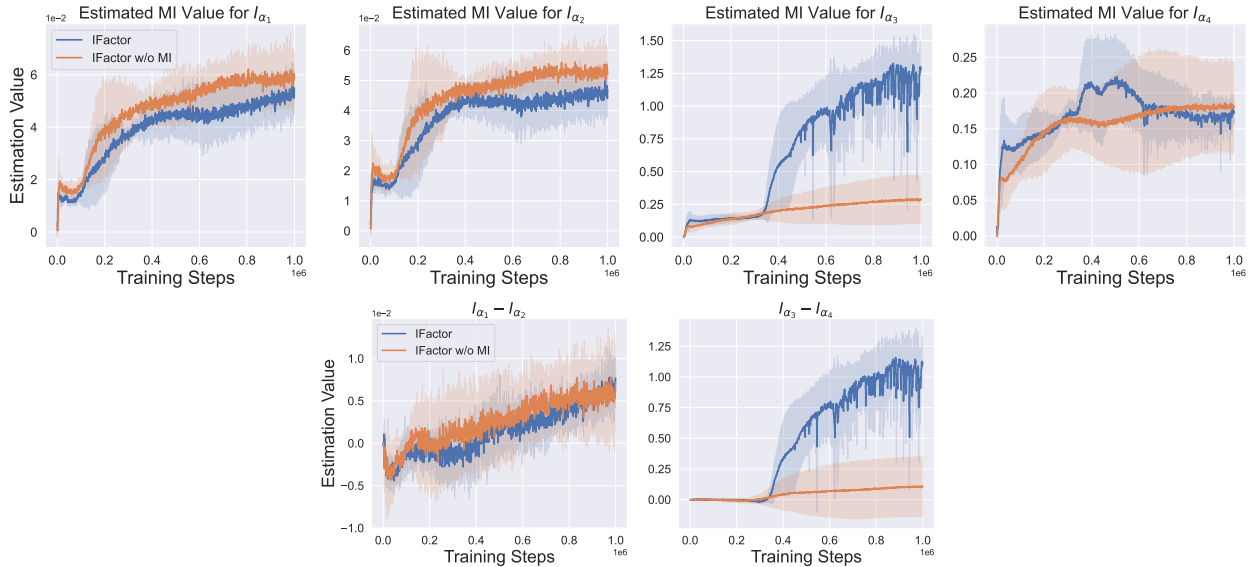 Estimated MI Value for I_{α_1}
Estimated MI Value for I_{α_2}
Estimated MI Value for I_{α_3}
Estimated MI Value for I_{α_4}
1e−2
IFactor
IFactor w/o MI
6
4
2
0
0.0 0.2 0.4 0.6 0.8 1.0
1e6
Training Steps
Estimation Value
1e−2
6
5
4
3
2
1
0
0.0 0.2 0.4 0.6 0.8 1.0
1e6
Training Steps
1.50
1.25
1.00
0.75
0.50
0.25
0.00
0.0 0.2 0.4 0.6 0.8 1.0
1e6
Training Steps
0.25
0.20
0.15
0.10
0.05
0.00
0.0 0.2 0.4 0.6 0.8 1.0
1e6
Training Steps
I_{α_1} − I_{α_2}
1e−2
IFactor
IFactor w/o MI
1.0
0.5
0.0
−0.5
−1.0
0.0 0.2 0.4 0.6 0.8 1.0
1e6
Training Steps
Estimation Value
I_{α_3} − I_{α_4}
1.25
1.00
0.75
0.50
0.25
0.00
0.0 0.2 0.4 0.6 0.8 1.0
1e6
Training Steps